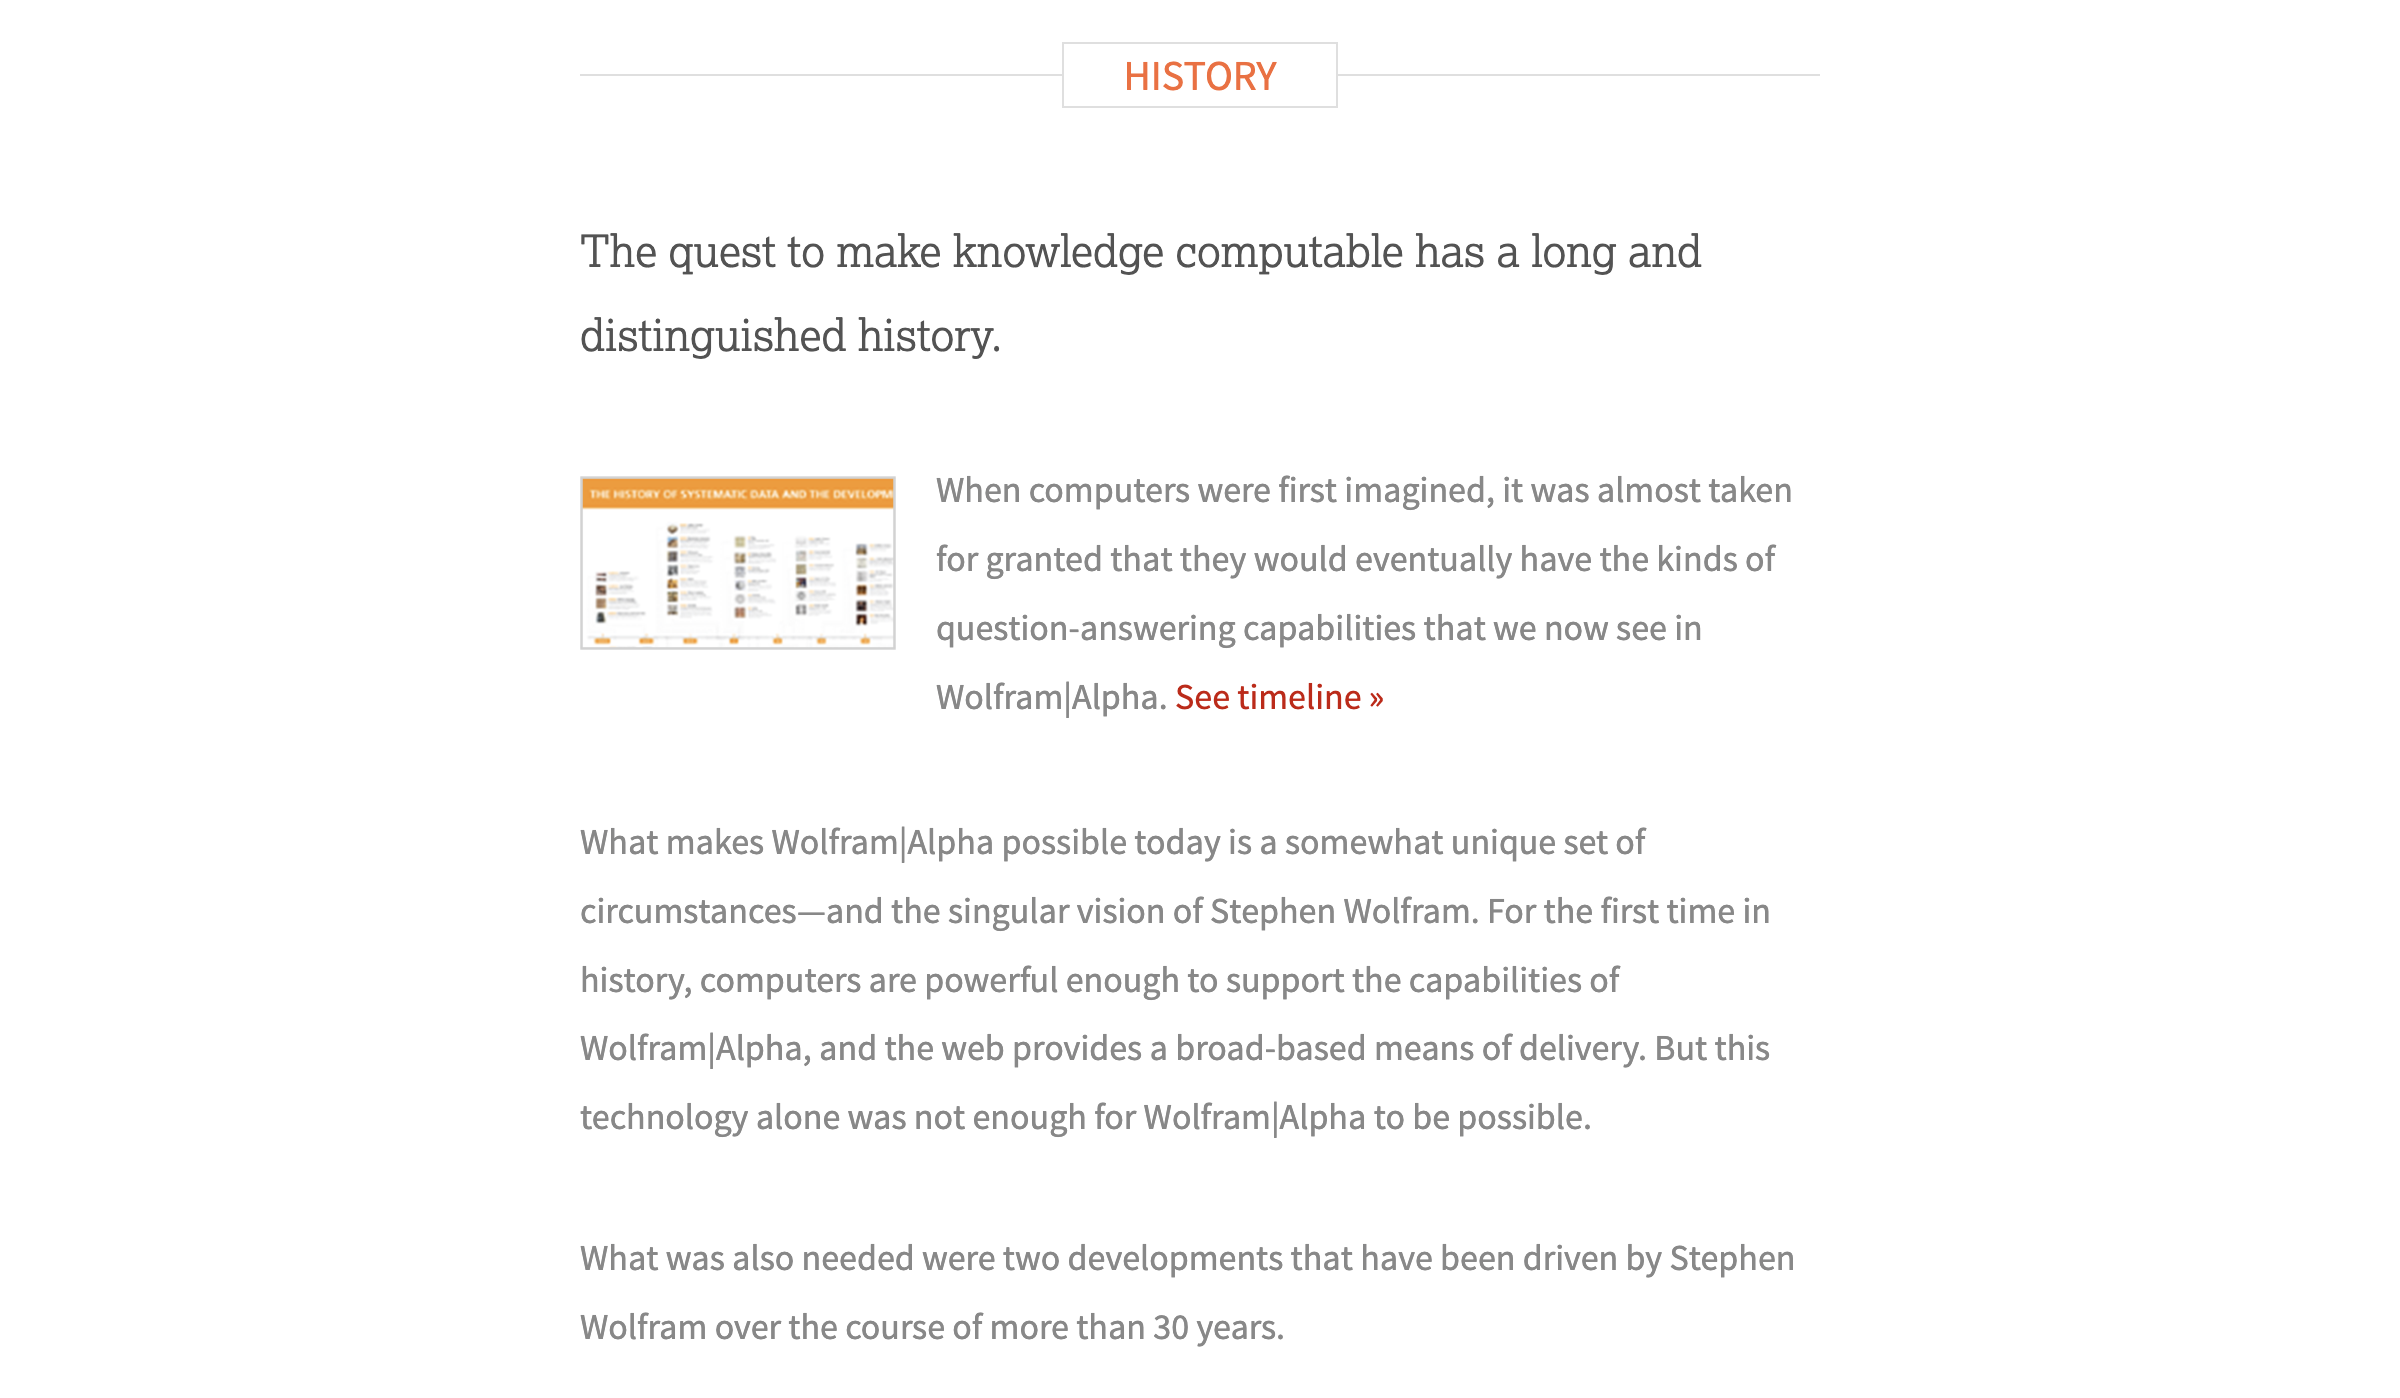 HISTORY
The quest to make knowledge computable has a long and
distinguished history.
THE HISTORY OF SYSTEMATIC DATA AND THE DEVELOPM
When computers were first imagined, it was almost taken
for granted that they would eventually have the kinds of
question-answering capabilities that we now see in
Wolfram|Alpha. See timeline »
What makes Wolfram|Alpha possible today is a somewhat unique set of
circumstances—and the singular vision of Stephen Wolfram. For the first time in
history, computers are powerful enough to support the capabilities of
Wolfram|Alpha, and the web provides a broad-based means of delivery. But this
technology alone was not enough for Wolfram|Alpha to be possible.
What was also needed were two developments that have been driven by Stephen
Wolfram over the course of more than 30 years.